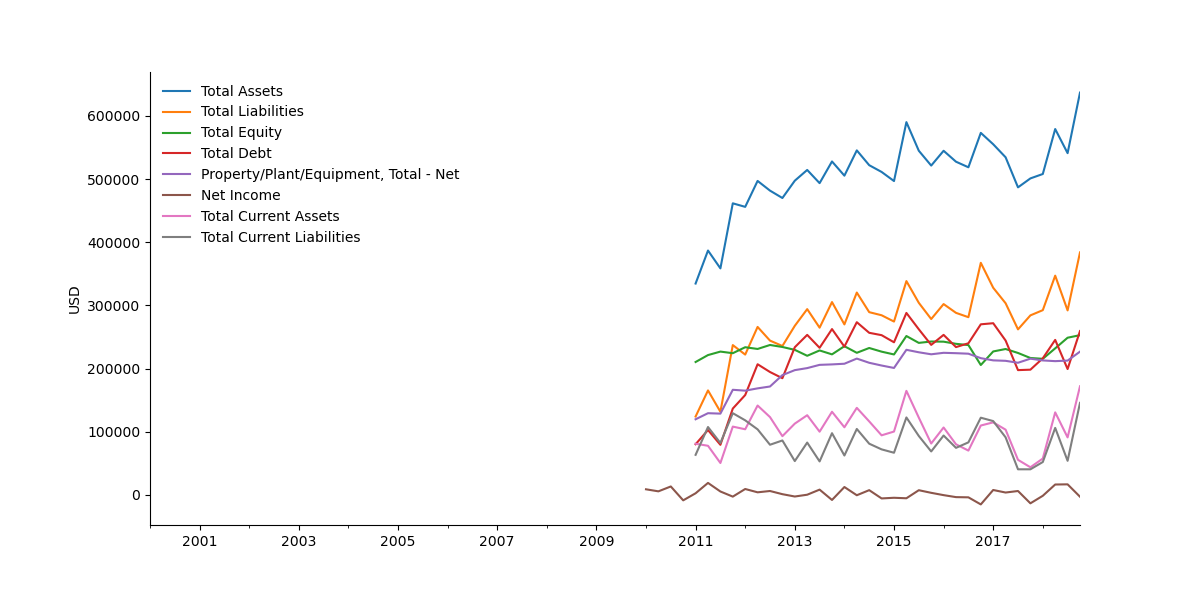 Total Assets
Total Liabilities
Total Equity
Total Debt
Property/Plant/Equipment, Total - Net
Net Income
Total Current Assets
Total Current Liabilities
USD
600000
500000
400000
300000
200000
100000
0
2001 2003 2005 2007 2009 2011 2013 2015 2017